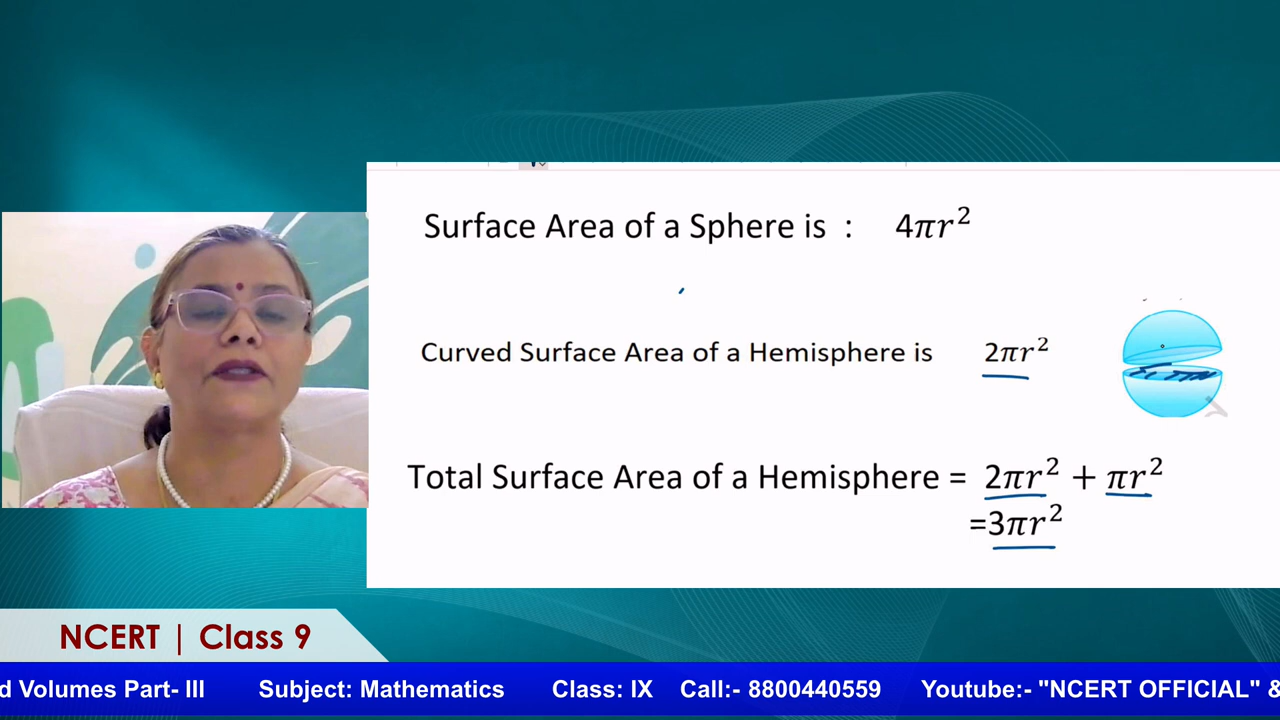 Surface Area of a Sphere is : 4πr²
Curved Surface Area of a Hemisphere is 2πr²
Total Surface Area of a Hemisphere = 2πr² + πr²
=3πr²
NCERT | Class 9
d Volumes Part- III Subject: Mathematics Class: IX Call:- 8800440559 Youtube:- "NCERT OFFICIAL" &